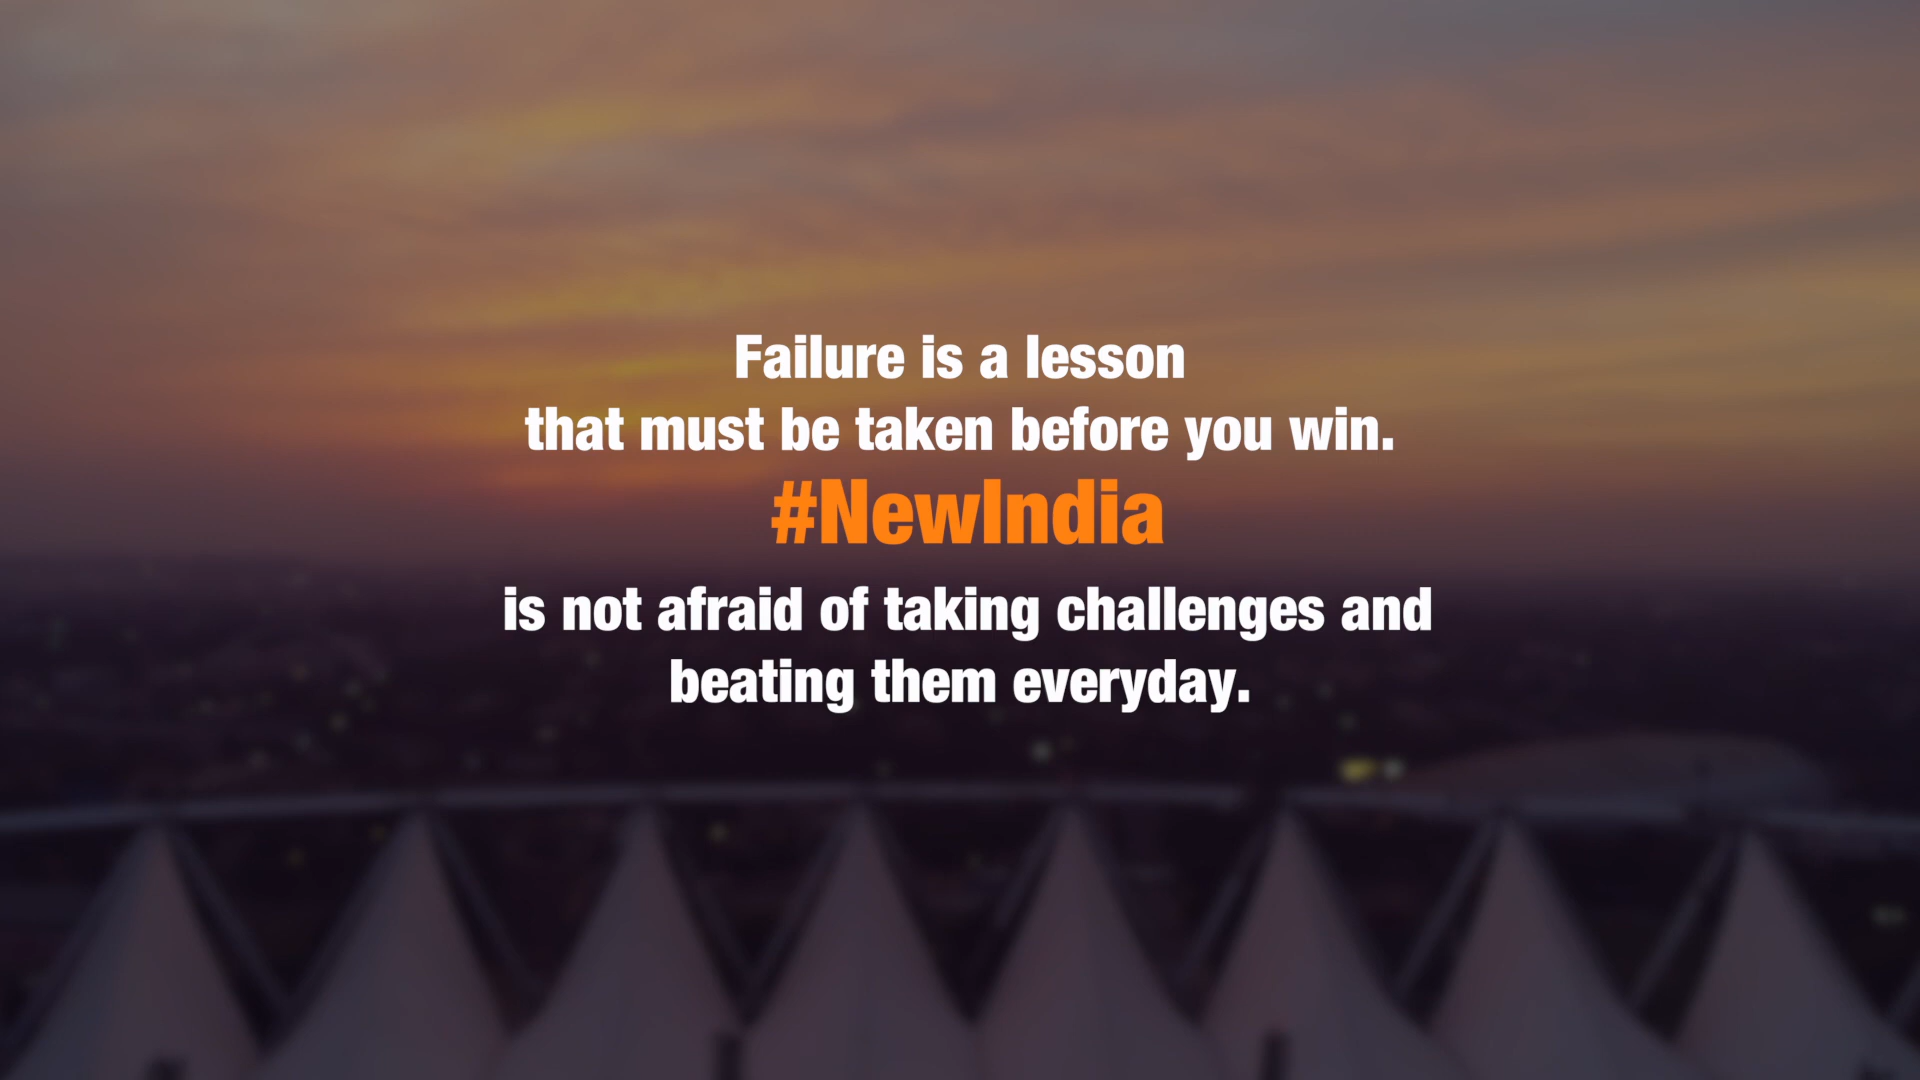 Failure is a lesson
that must be taken before you win.
#NewIndia
is not afraid of taking challenges and
beating them everyday.